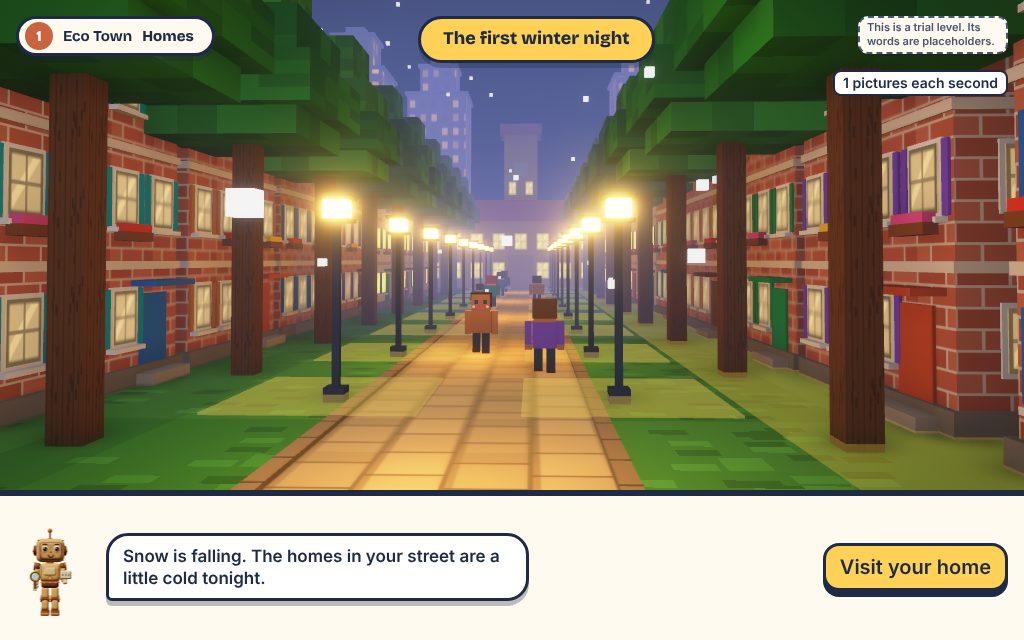 1 Eco Town Homes
The first winter night
This is a trial level. Its
words are placeholders.
1 pictures each second
Snow is falling. The homes in your street are a
little cold tonight.
Visit your home